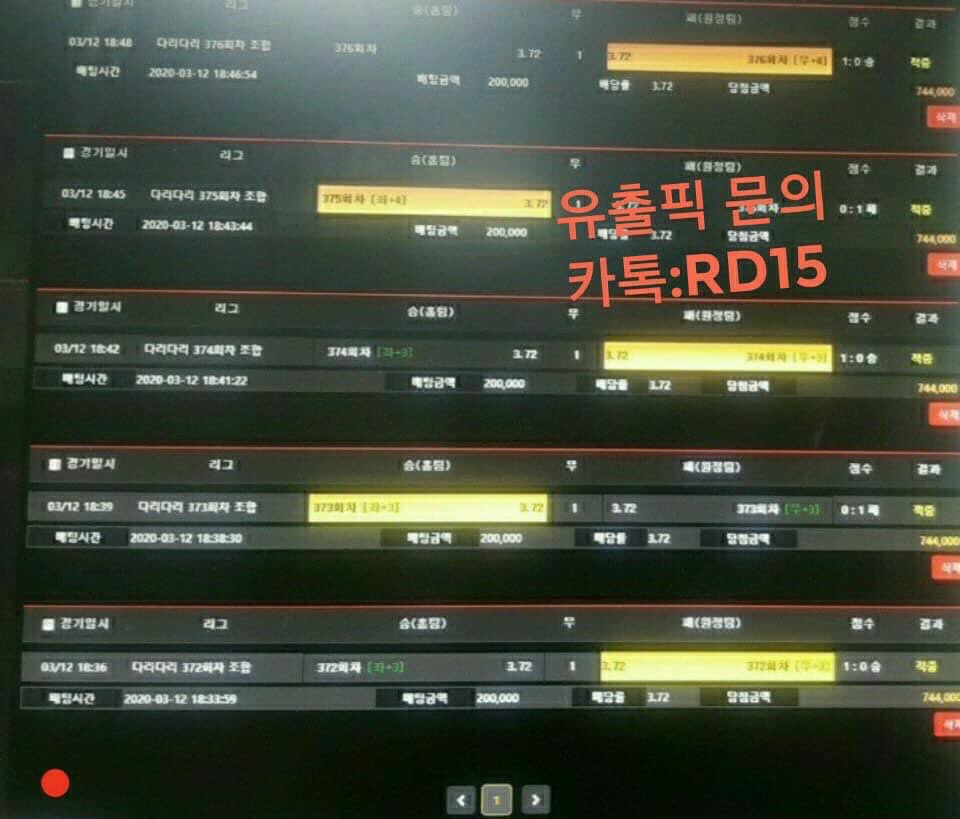 경기일시 리그 승(홈팀) 무 패(원정팀) 점수 결과
03/12 18:48 다리다리 376회차 조합 376회차 3.72 1 3.72 376회차 [우+4] 1:0 승 적중
배팅시간 2020-03-12 18:46:54 배팅금액 200,000 배당률 3.72 당첨금액 744,000
삭제
경기일시 리그 승(홈팀) 무 패(원정팀) 점수 결과
03/12 18:45 다리다리 375회차 조합 375회차 [좌+4] 3.72 0:1 패 적중
배팅시간 2020-03-12 18:43:44 배팅금액 200,000 배당률 3.72 당첨금액 744,000
삭제
유출픽 문의
카톡:RD15
경기일시 리그 승(홈팀) 무 패(원정팀) 점수 결과
03/12 18:42 다리다리 374회차 조합 374회차 [좌+3] 3.72 1 3.72 374회차 [우+3] 1:0 승 적중
배팅시간 2020-03-12 18:41:22 배팅금액 200,000 배당률 3.72 당첨금액 744,000
삭제
경기일시 리그 승(홈팀) 무 패(원정팀) 점수 결과
03/12 18:39 다리다리 373회차 조합 373회차 [좌+3] 3.72 1 3.72 373회차 [우+3] 0:1 패 적중
배팅시간 2020-03-12 18:38:30 배팅금액 200,000 배당률 3.72 당첨금액 744,000
삭제
경기일시 리그 승(홈팀) 무 패(원정팀) 점수 결과
03/12 18:36 다리다리 372회차 조합 372회차 [좌+3] 3.72 1 3.72 372회차 [우+3] 1:0 승 적중
배팅시간 2020-03-12 18:33:59 배팅금액 200,000 배당률 3.72 당첨금액 744,000
삭제
1